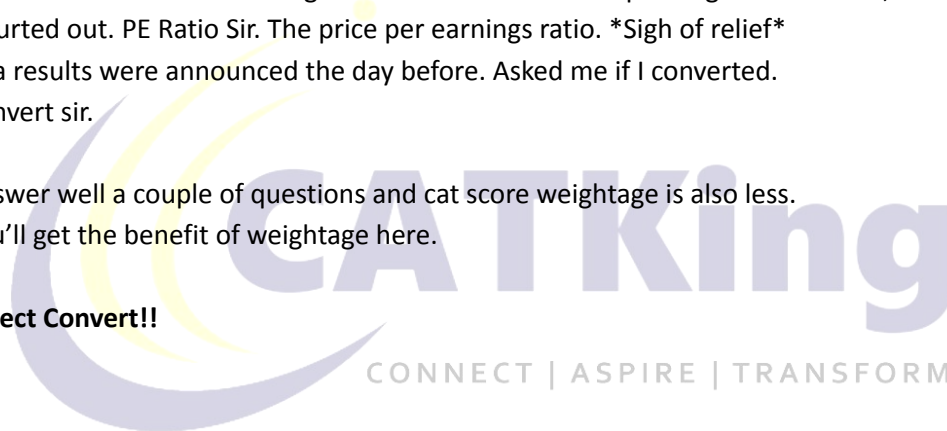 urted out. PE Ratio Sir. The price per earnings ratio. *Sigh of relief*
a results were announced the day before. Asked me if I converted.
nvert sir.
swer well a couple of questions and cat score weightage is also less.
u'll get the benefit of weightage here.
ect Convert!!
CATKing
CONNECT | ASPIRE | TRANSFORM